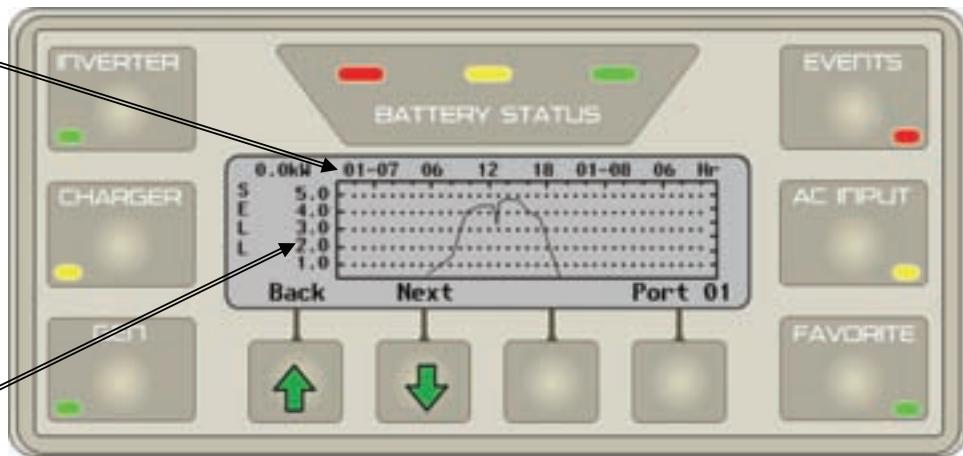 INVERTER
EVENTS
BATTERY STATUS
CHARGER
AC INPUT
0.0kW 01-07 06 12 18 01-08 06 Hr
SELL
5.0
4.0
3.0
2.0
1.0
Back Next Port 01
GEN
FAVORITE